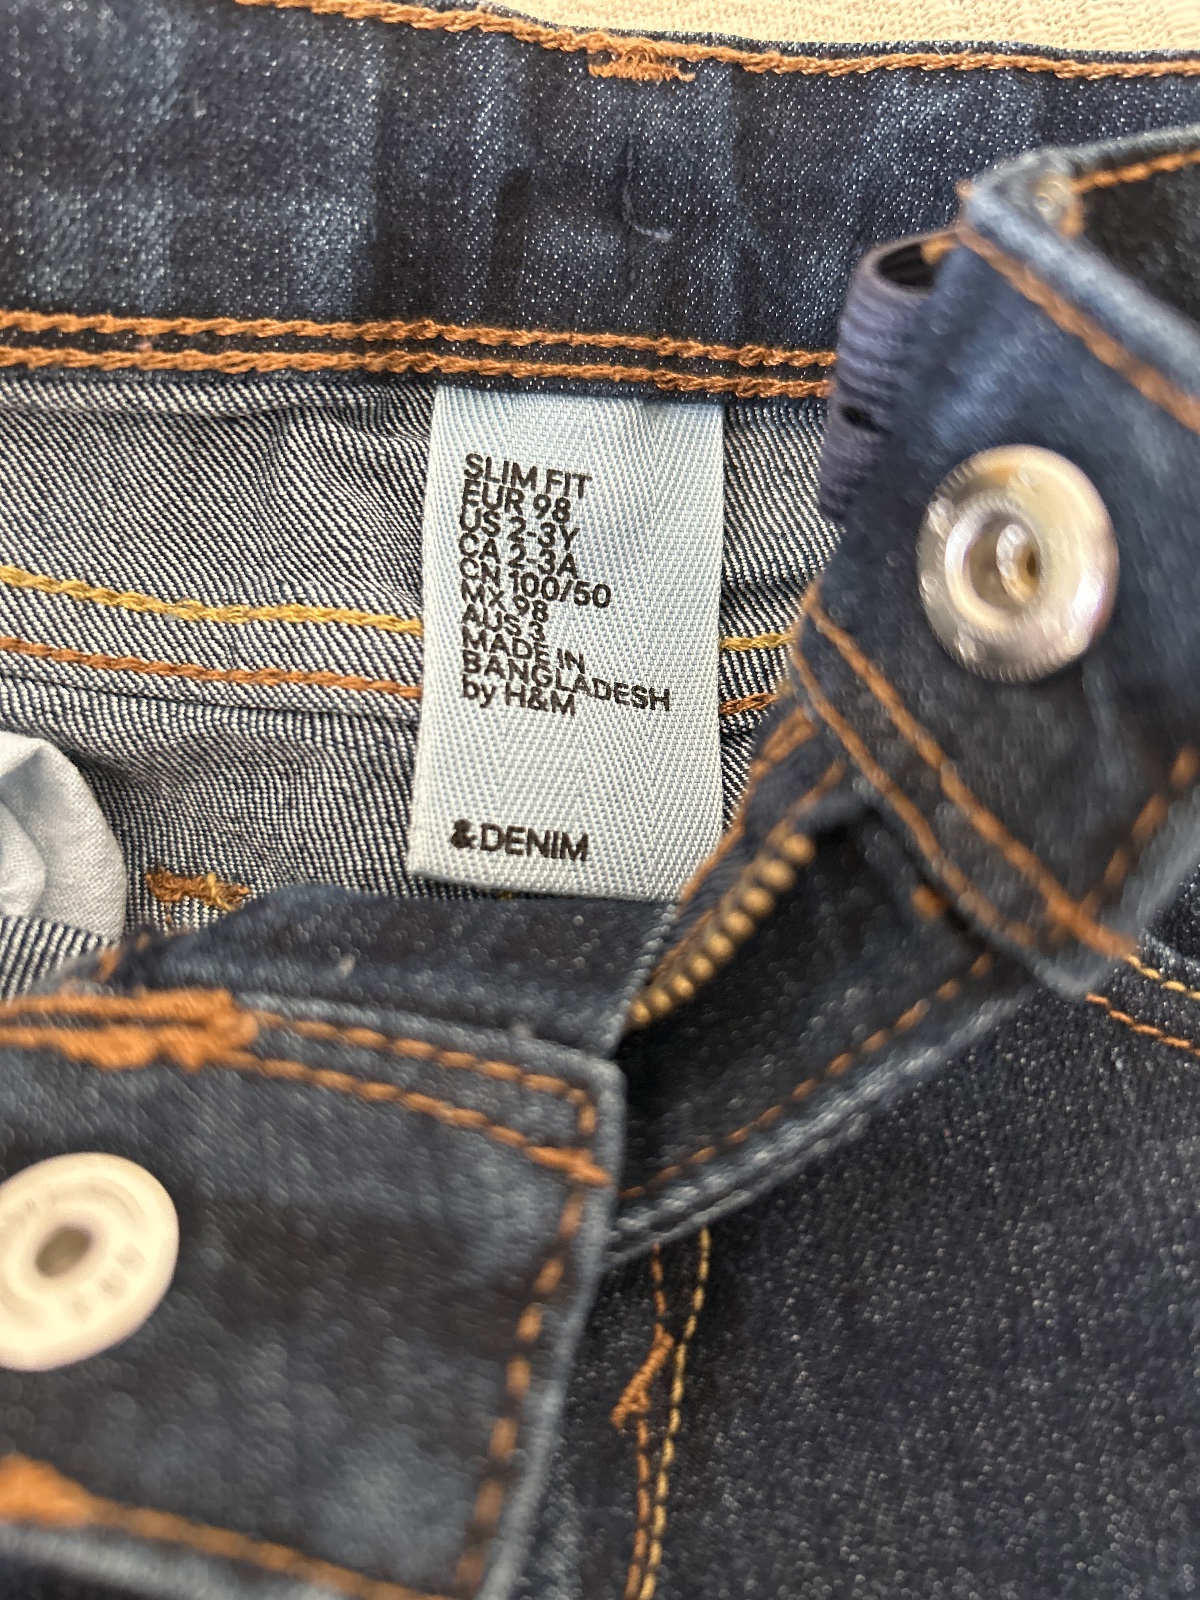 SLIM FIT
EUR 98
US 2-3Y
CA 2-3A
CN 100/50
MX 98
AUS 3
MADE IN
BANGLADESH
by H&M
&DENIM